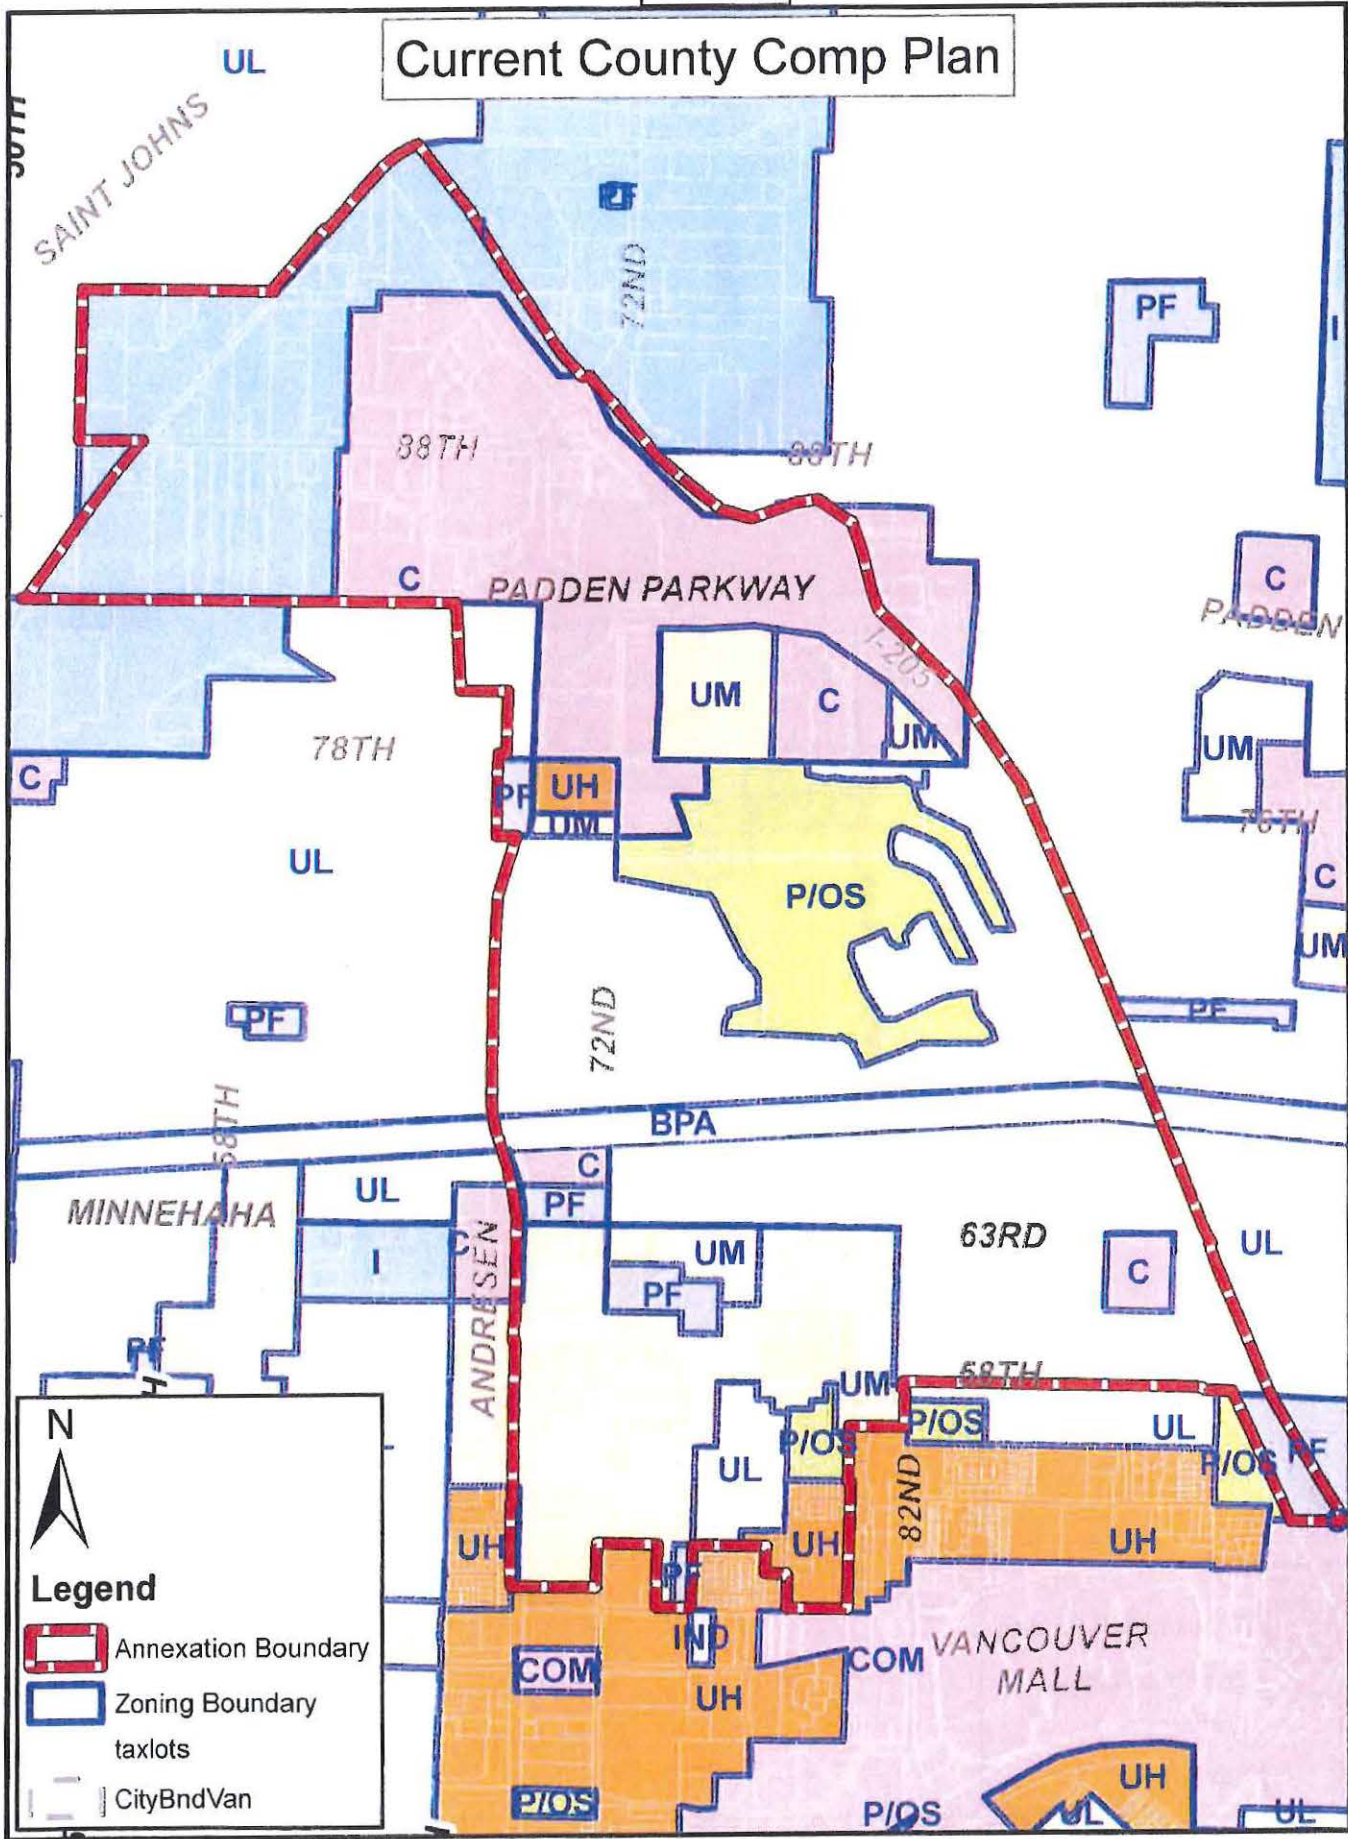 Current County Comp Plan
UL
50TH
SAINT JOHNS
PF
72ND
PF
I
I
88TH
88TH
C
PADDEN PARKWAY
C
PADDEN
I-205
UM
C
UM
UM
78TH
C
PF
UH
UM
76TH
C
UL
P/OS
UM
PF
72ND
PF
58TH
BPA
C
UL
PF
MINNEHAHA
63RD
UL
C
I
ANDRESEN
UM
PF
C
PF
UM
58TH
P/OS
UL
P/OS
UL
P/OS
PF
82ND
UH
UH
UH
PF
IND
COM
COM
VANCOUVER
MALL
UH
UH
P/OS
P/OS
UL
UL
N
Legend
Annexation Boundary
Zoning Boundary
taxlots
CityBndVan